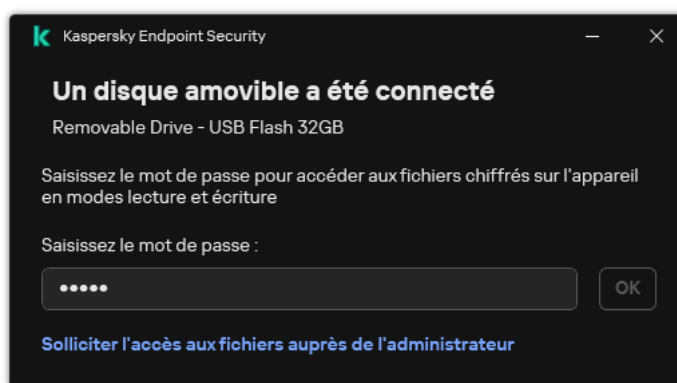 Kaspersky Endpoint Security
Un disque amovible a été connecté
Removable Drive - USB Flash 32GB
Saisissez le mot de passe pour accéder aux fichiers chiffrés sur l'appareil
en modes lecture et écriture
Saisissez le mot de passe :
•••••
OK
Solliciter l'accès aux fichiers auprès de l'administrateur